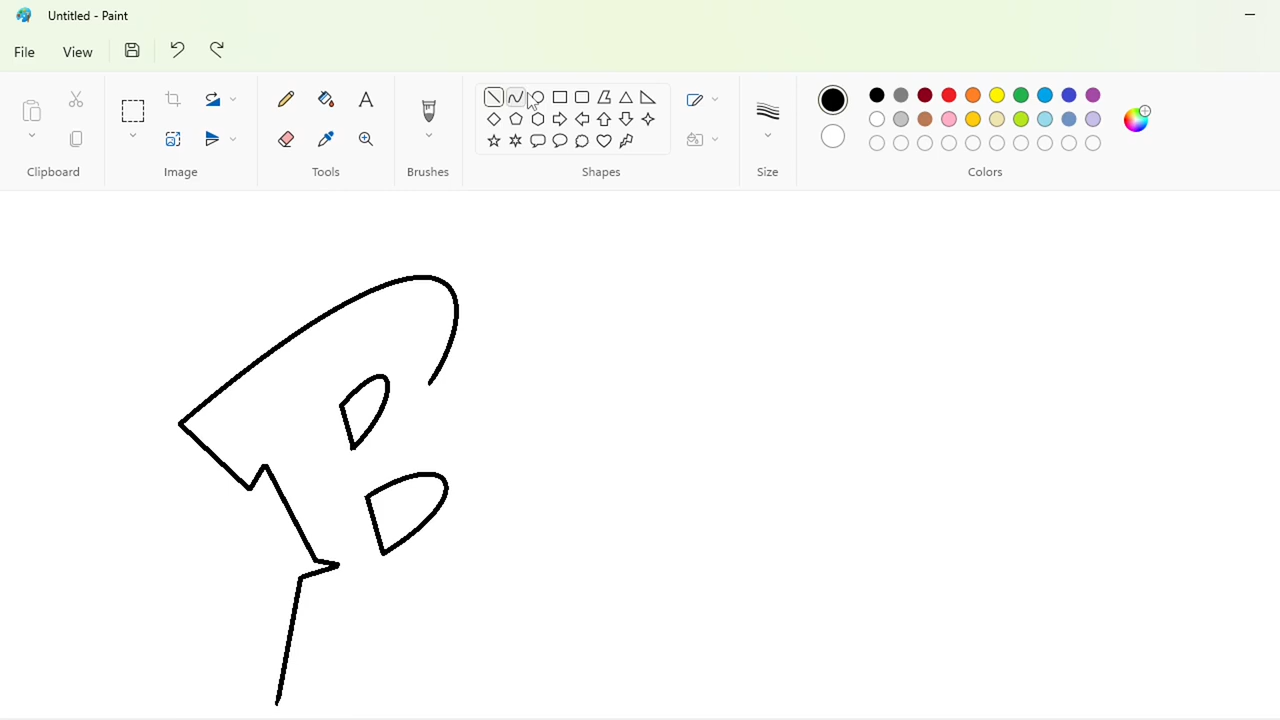 Untitled - Paint
File View
Clipboard Image Tools Brushes Shapes Size Colors
B